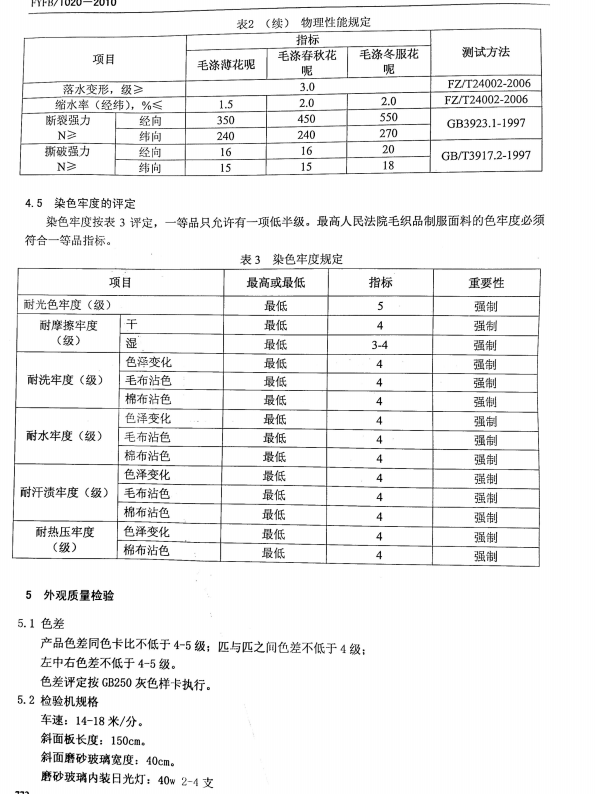 FYFB/T020—2010
表2 （续） 物理性能规定
项目 指标 测试方法
毛涤薄花呢 毛涤春秋花呢 毛涤冬服花呢
落水变形，级≥ 3.0 FZ/T24002-2006
缩水率（经纬），%≤ 1.5 2.0 2.0 FZ/T24002-2006
断裂强力 N≥ 经向 350 450 550 GB3923.1-1997
纬向 240 240 270
撕破强力 N≥ 经向 16 16 20 GB/T3917.2-1997
纬向 15 15 18
4.5 染色牢度的评定
染色牢度按表 3 评定，一等品只允许有一项低半级。最高人民法院毛织品制服面料的色牢度必须
符合一等品指标。
表 3 染色牢度规定
项目 最高或最低 指标 重要性
耐光色牢度（级） 最低 5 强制
耐摩擦牢度（级） 干 最低 4 强制
湿 最低 3-4 强制
耐洗牢度（级） 色泽变化 最低 4 强制
毛布沾色 最低 4 强制
棉布沾色 最低 4 强制
耐水牢度（级） 色泽变化 最低 4 强制
毛布沾色 最低 4 强制
棉布沾色 最低 4 强制
耐汗渍牢度（级） 色泽变化 最低 4 强制
毛布沾色 最低 4 强制
棉布沾色 最低 4 强制
耐热压牢度（级） 色泽变化 最低 4 强制
棉布沾色 最低 4 强制
5 外观质量检验
5.1 色差
产品色差同色卡比不低于 4-5 级；匹与匹之间色差不低于 4 级；
左中右色差不低于 4-5 级。
色差评定按 GB250 灰色样卡执行。
5.2 检验机规格
车速：14-18 米/分。
斜面板长度：150cm。
斜面磨砂玻璃宽度：40cm。
磨砂玻璃内装日光灯：40w 2-4 支